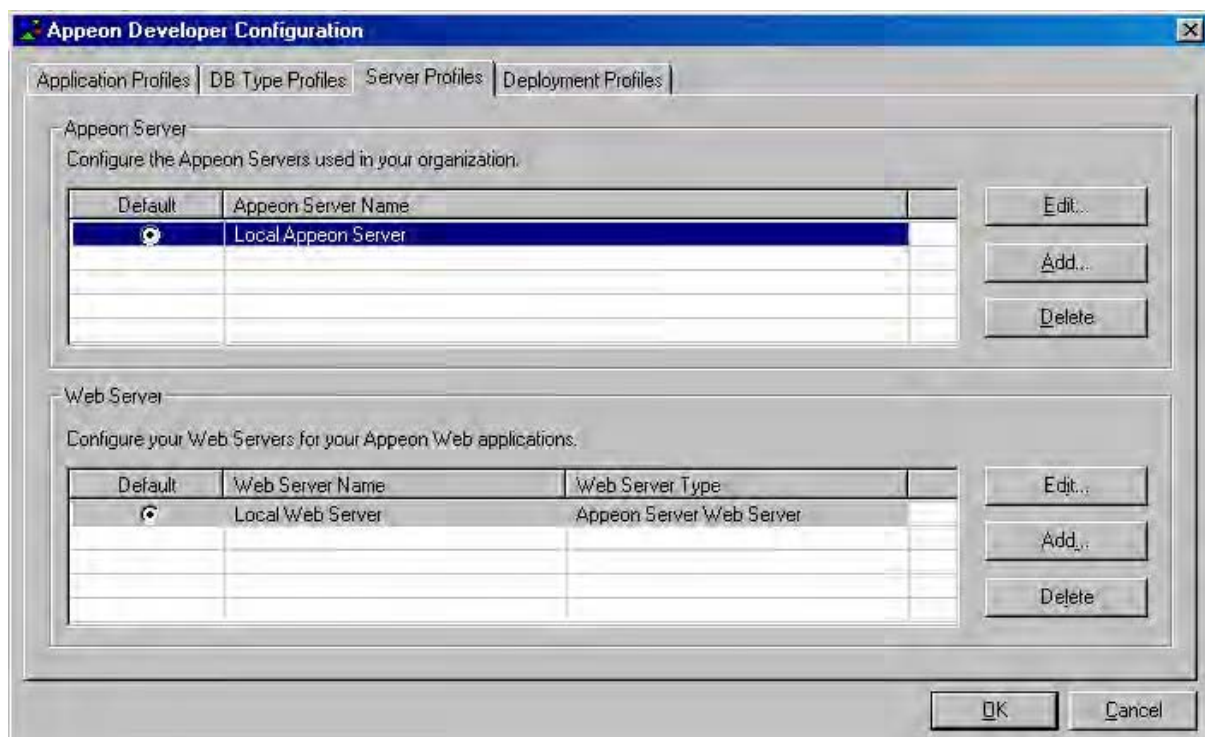 Appeon Developer Configuration
Application Profiles DB Type Profiles Server Profiles Deployment Profiles
Appeon Server
Configure the Appeon Servers used in your organization.
Default Appeon Server Name
Local Appeon Server
Edit...
Add...
Delete
Web Server
Configure your Web Servers for your Appeon Web applications.
Default Web Server Name Web Server Type
Local Web Server Appeon Server Web Server
Edit...
Add...
Delete
OK Cancel